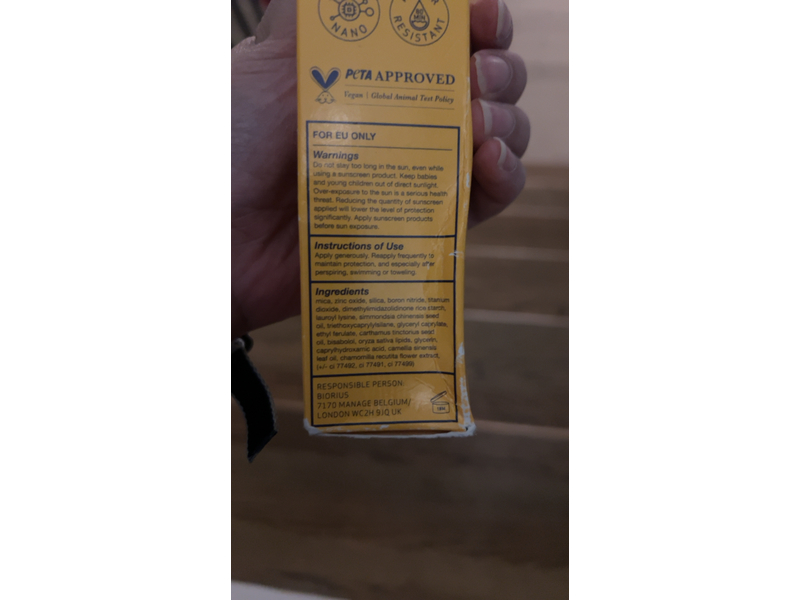 NANO
80 MIN
RESISTANT
PETA APPROVED
Vegan | Global Animal Test Policy
FOR EU ONLY
Warnings
Do not stay too long in the sun, even while
using a sunscreen product. Keep babies
and young children out of direct sunlight.
Over-exposure to the sun is a serious health
threat. Reducing the quantity of sunscreen
applied will lower the level of protection
significantly. Apply sunscreen products
before sun exposure.
Instructions of Use
Apply generously. Reapply frequently to
maintain protection, and especially after
perspiring, swimming or toweling.
Ingredients
mica, zinc oxide, silica, boron nitride, titanium
dioxide, dimethylimidazolidinone rice starch,
lauroyl lysine, simmondsia chinensis seed
oil, triethoxycaprylylsilane, glyceryl caprylate,
ethyl ferulate, carthamus tinctorius seed
oil, bisabolol, oryza sativa lipids, glycerin,
caprylhydroxamic acid, camellia sinensis
leaf oil, chamomilla recutita flower extract,
(+/- ci 77492, ci 77491, ci 77499)
RESPONSIBLE PERSON
BIORIUS
7170 MANAGE BELGIUM/
LONDON WC2H 9JQ UK